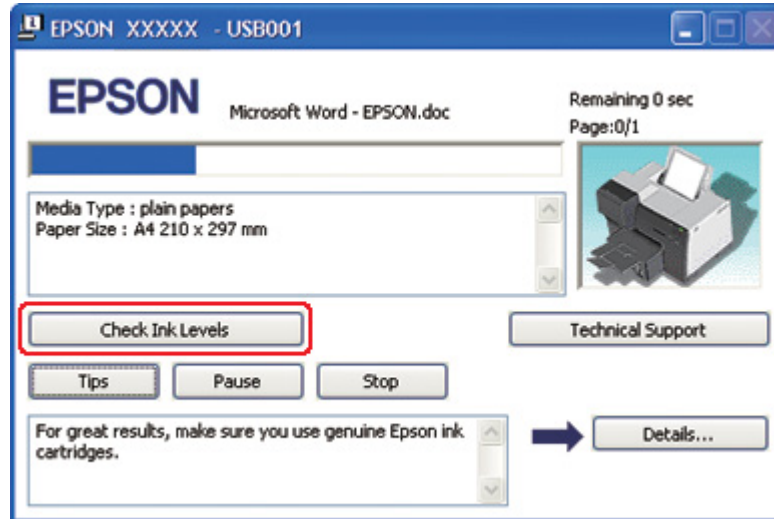 EPSON XXXXX - USB001
EPSON
Microsoft Word - EPSON.doc
Remaining 0 sec
Page:0/1
Media Type : plain papers
Paper Size : A4 210 x 297 mm
Check Ink Levels
Technical Support
Tips
Pause
Stop
For great results, make sure you use genuine Epson ink
cartridges.
Details...